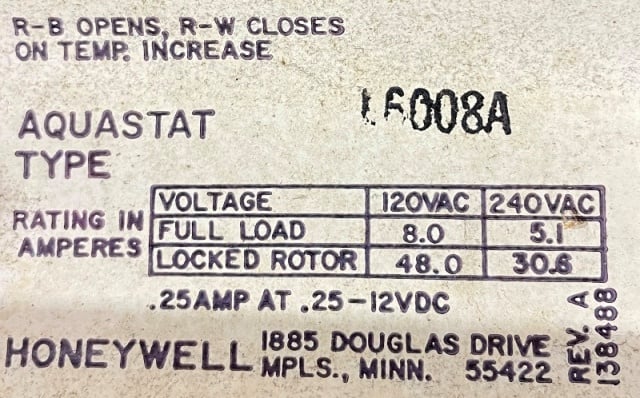 R-B OPENS, R-W CLOSES
ON TEMP. INCREASE
AQUASTAT
TYPE
L6008A
RATING IN
AMPERES
VOLTAGE 120VAC 240VAC
FULL LOAD 8.0 5.1
LOCKED ROTOR 48.0 30.6
.25AMP AT .25-12VDC
HONEYWELL
1885 DOUGLAS DRIVE
MPLS., MINN. 55422
REV. A
138488